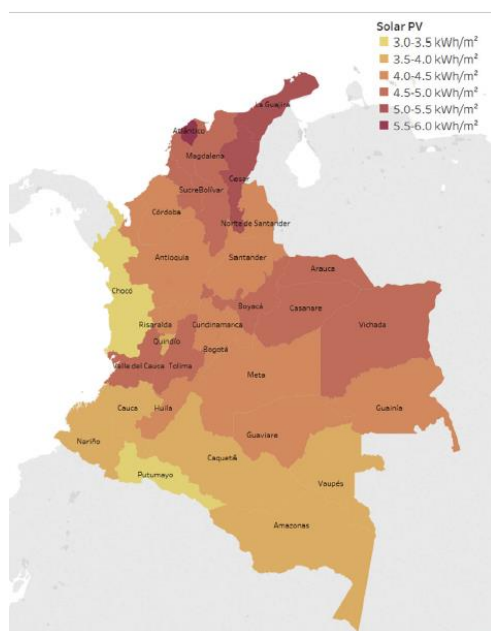 Solar PV
3.0-3.5 kWh/m²
3.5-4.0 kWh/m²
4.0-4.5 kWh/m²
4.5-5.0 kWh/m²
5.0-5.5 kWh/m²
5.5-6.0 kWh/m²
La Guajira
Atlántico
Magdalena
Cesar
Sucre
Bolívar
Córdoba
Norte de Santander
Antioquia
Santander
Arauca
Chocó
Boyacá
Casanare
Vichada
Risaralda
Cundinamarca
Quindío
Bogotá
Valle del Cauca
Tolima
Meta
Cauca
Huila
Guainía
Nariño
Guaviare
Caquetá
Putumayo
Vaupés
Amazonas